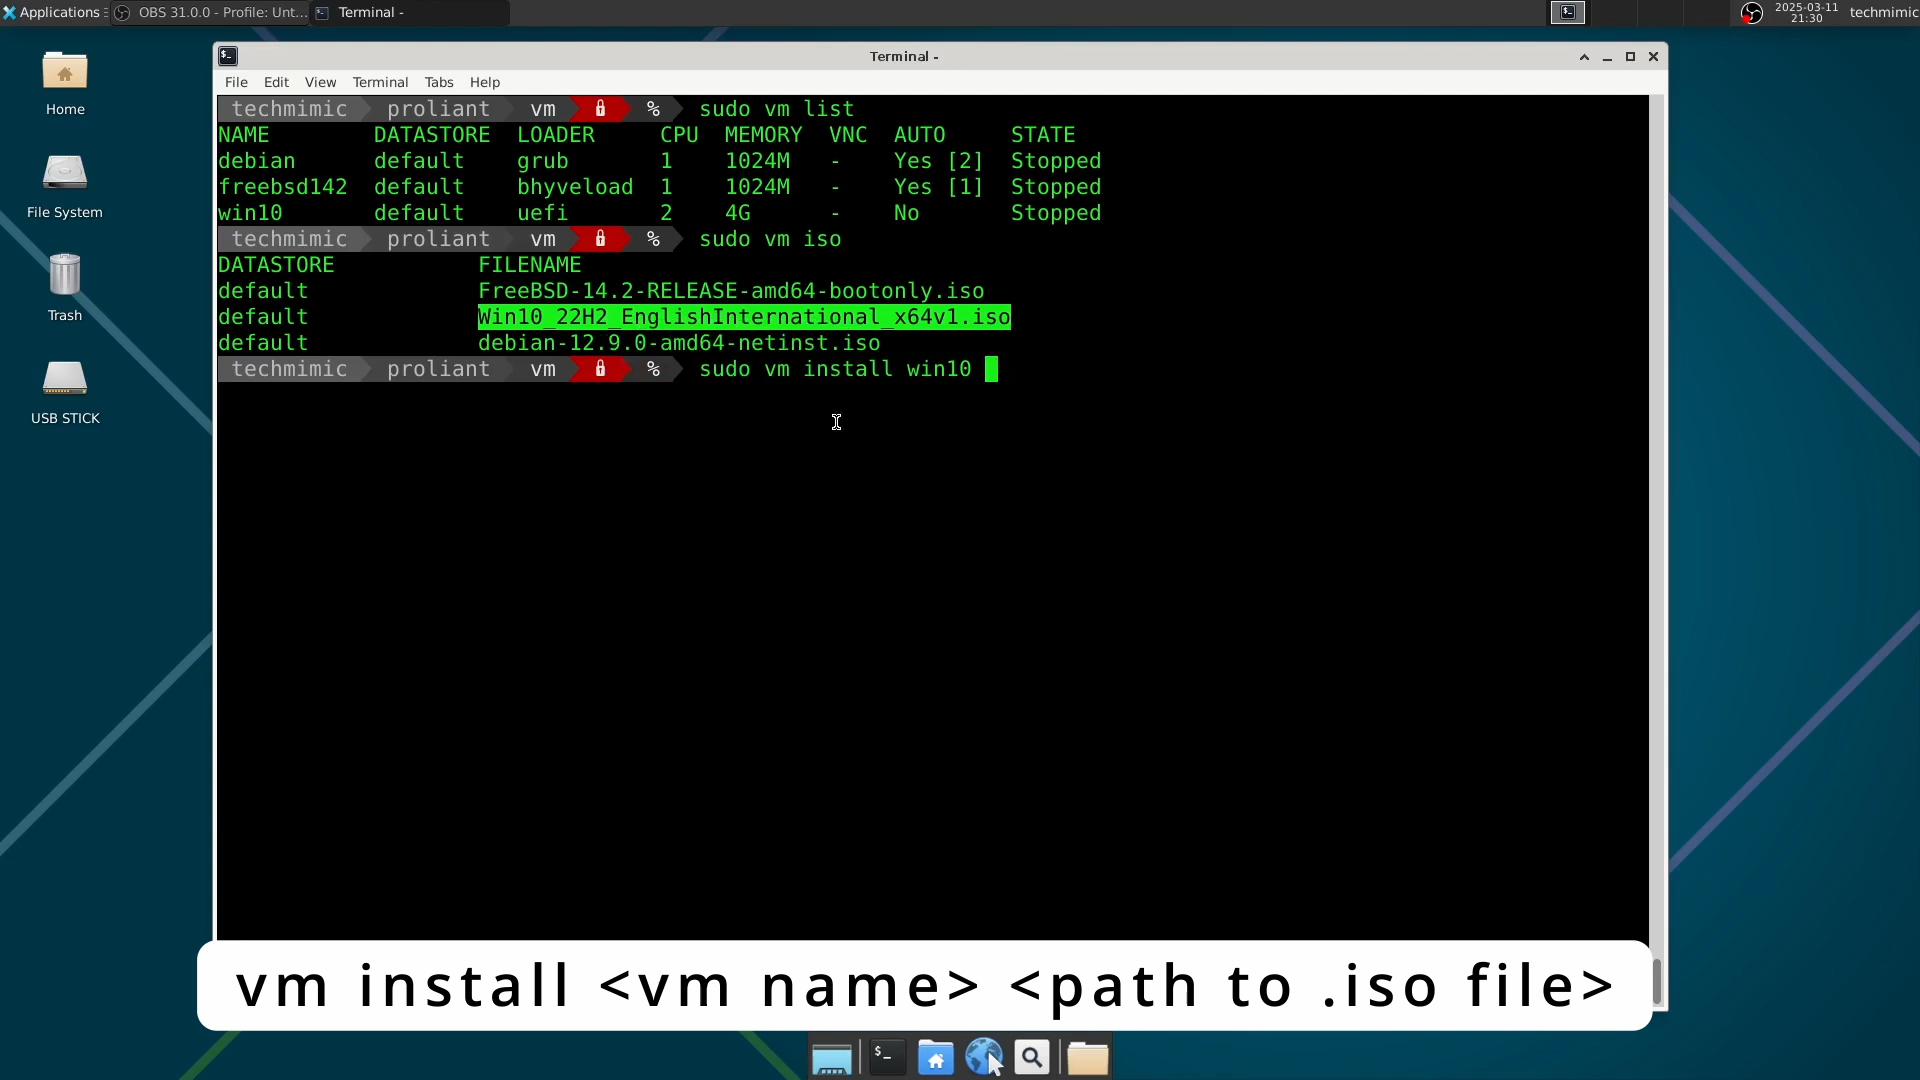 Applications
OBS 31.0.0 - Profile: Unt...
Terminal -
2025-03-11
21:30
techmimic
Home
File System
Trash
USB STICK
Terminal -
File Edit View Terminal Tabs Help
techmimic proliant vm % sudo vm list
NAME DATASTORE LOADER CPU MEMORY VNC AUTO STATE
debian default grub 1 1024M - Yes [2] Stopped
freebsd142 default bhyveload 1 1024M - Yes [1] Stopped
win10 default uefi 2 4G - No Stopped
techmimic proliant vm % sudo vm iso
DATASTORE FILENAME
default FreeBSD-14.2-RELEASE-amd64-bootonly.iso
default Win10_22H2_EnglishInternational_x64v1.iso
default debian-12.9.0-amd64-netinst.iso
techmimic proliant vm % sudo vm install win10
vm install <vm name> <path to .iso file>